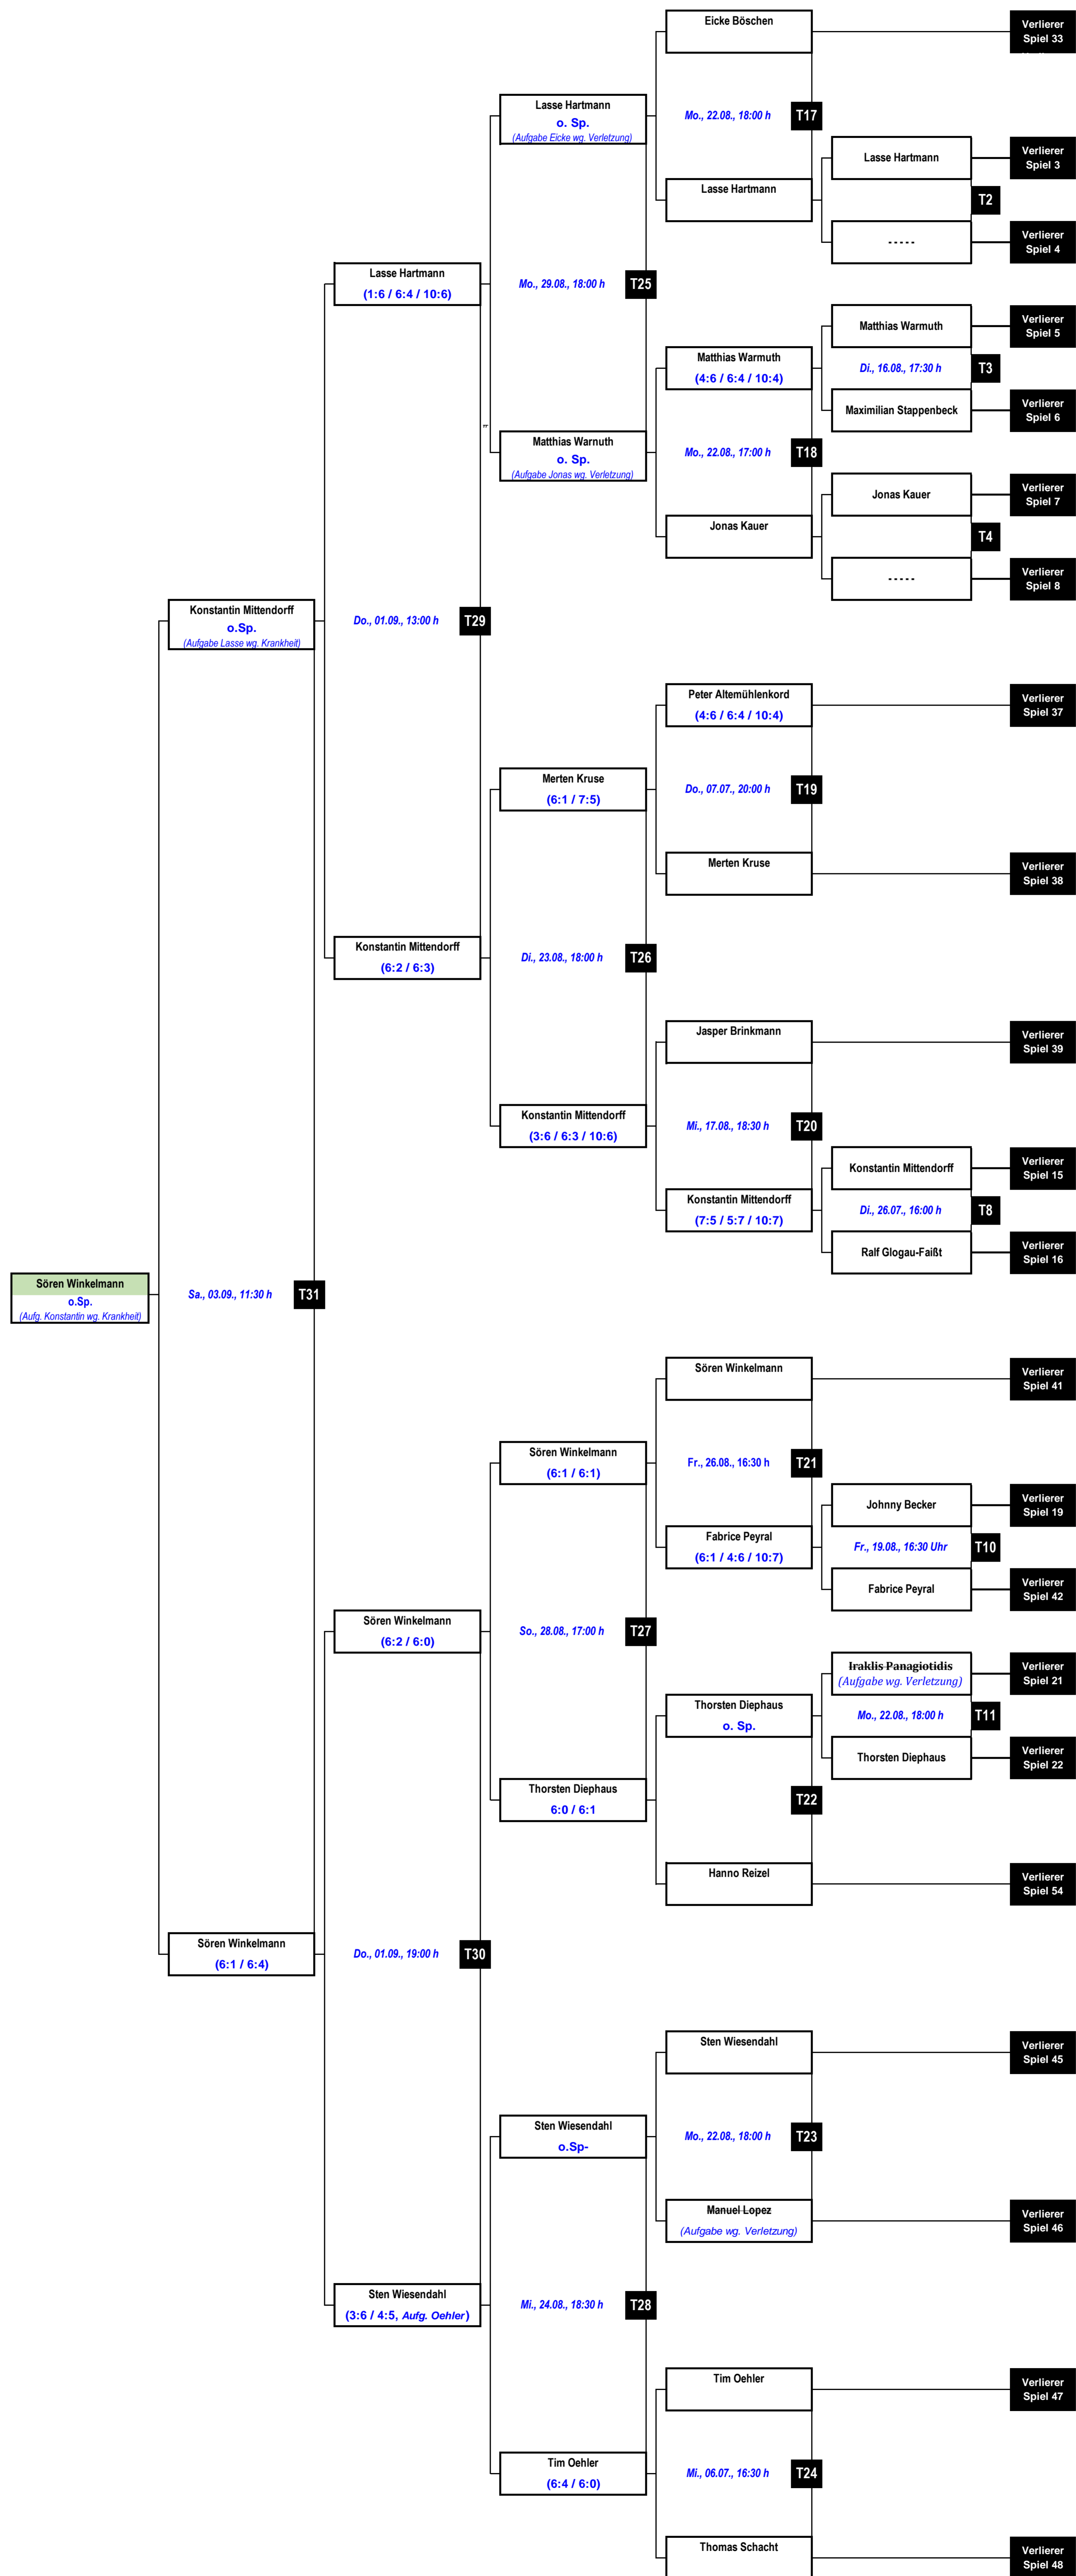 Eicke Böschen
Verlierer
Spiel 33
Lasse Hartmann
o. Sp.
(Aufgabe Eicke wg. Verletzung)
Mo., 22.08., 18:00 h
T17
Lasse Hartmann
Verlierer
Spiel 3
Lasse Hartmann
T2
- - - - -
Verlierer
Spiel 4
Lasse Hartmann
(1:6 / 6:4 / 10:6)
Mo., 29.08., 18:00 h
T25
Matthias Warmuth
Verlierer
Spiel 5
Matthias Warmuth
(4:6 / 6:4 / 10:4)
Di., 16.08., 17:30 h
T3
Maximilian Stappenbeck
Verlierer
Spiel 6
Matthias Warnuth
o. Sp.
(Aufgabe Jonas wg. Verletzung)
Mo., 22.08., 17:00 h
T18
Jonas Kauer
Verlierer
Spiel 7
Jonas Kauer
T4
- - - - -
Verlierer
Spiel 8
Konstantin Mittendorff
o.Sp.
(Aufgabe Lasse wg. Krankheit)
Do., 01.09., 13:00 h
T29
Peter Altemühlenkord
(4:6 / 6:4 / 10:4)
Verlierer
Spiel 37
Merten Kruse
(6:1 / 7:5)
Do., 07.07., 20:00 h
T19
Merten Kruse
Verlierer
Spiel 38
Konstantin Mittendorff
(6:2 / 6:3)
Di., 23.08., 18:00 h
T26
Jasper Brinkmann
Verlierer
Spiel 39
Konstantin Mittendorff
(3:6 / 6:3 / 10:6)
Mi., 17.08., 18:30 h
T20
Konstantin Mittendorff
Verlierer
Spiel 15
Konstantin Mittendorff
(7:5 / 5:7 / 10:7)
Di., 26.07., 16:00 h
T8
Ralf Glogau-Faißt
Verlierer
Spiel 16
Sören Winkelmann
o.Sp.
(Aufg. Konstantin wg. Krankheit)
Sa., 03.09., 11:30 h
T31
Sören Winkelmann
Verlierer
Spiel 41
Sören Winkelmann
(6:1 / 6:1)
Fr., 26.08., 16:30 h
T21
Johnny Becker
Verlierer
Spiel 19
Fabrice Peyral
(6:1 / 4:6 / 10:7)
Fr., 19.08., 16:30 Uhr
T10
Fabrice Peyral
Verlierer
Spiel 42
Sören Winkelmann
(6:2 / 6:0)
So., 28.08., 17:00 h
T27
Iraklis Panagiotidis
(Aufgabe wg. Verletzung)
Verlierer
Spiel 21
Thorsten Diephaus
o. Sp.
Mo., 22.08., 18:00 h
T11
Thorsten Diephaus
Verlierer
Spiel 22
Thorsten Diephaus
6:0 / 6:1
T22
Hanno Reizel
Verlierer
Spiel 54
Sören Winkelmann
(6:1 / 6:4)
Do., 01.09., 19:00 h
T30
Sten Wiesendahl
Verlierer
Spiel 45
Sten Wiesendahl
o.Sp-
Mo., 22.08., 18:00 h
T23
Manuel Lopez
(Aufgabe wg. Verletzung)
Verlierer
Spiel 46
Sten Wiesendahl
(3:6 / 4:5, Aufg. Oehler)
Mi., 24.08., 18:30 h
T28
Tim Oehler
Verlierer
Spiel 47
Tim Oehler
(6:4 / 6:0)
Mi., 06.07., 16:30 h
T24
Thomas Schacht
Verlierer
Spiel 48